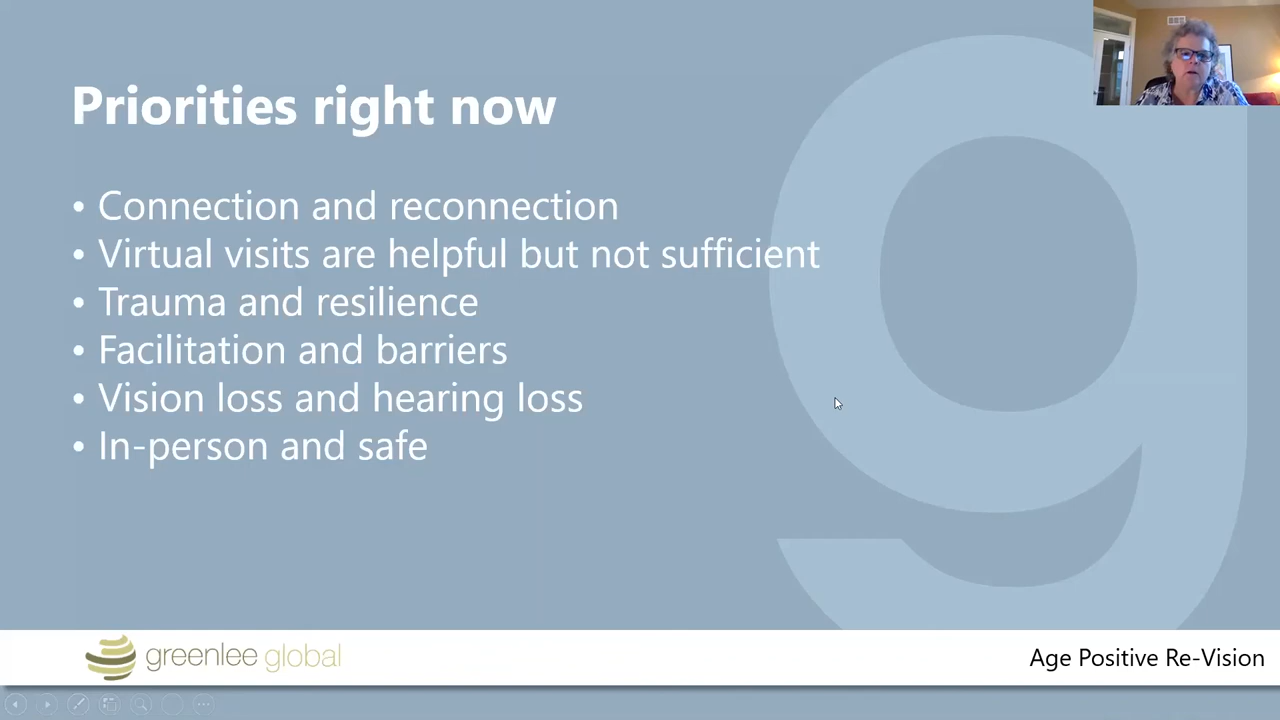 Priorities right now
• Connection and reconnection
• Virtual visits are helpful but not sufficient
• Trauma and resilience
• Facilitation and barriers
• Vision loss and hearing loss
• In-person and safe
greenlee global
Age Positive Re-Vision